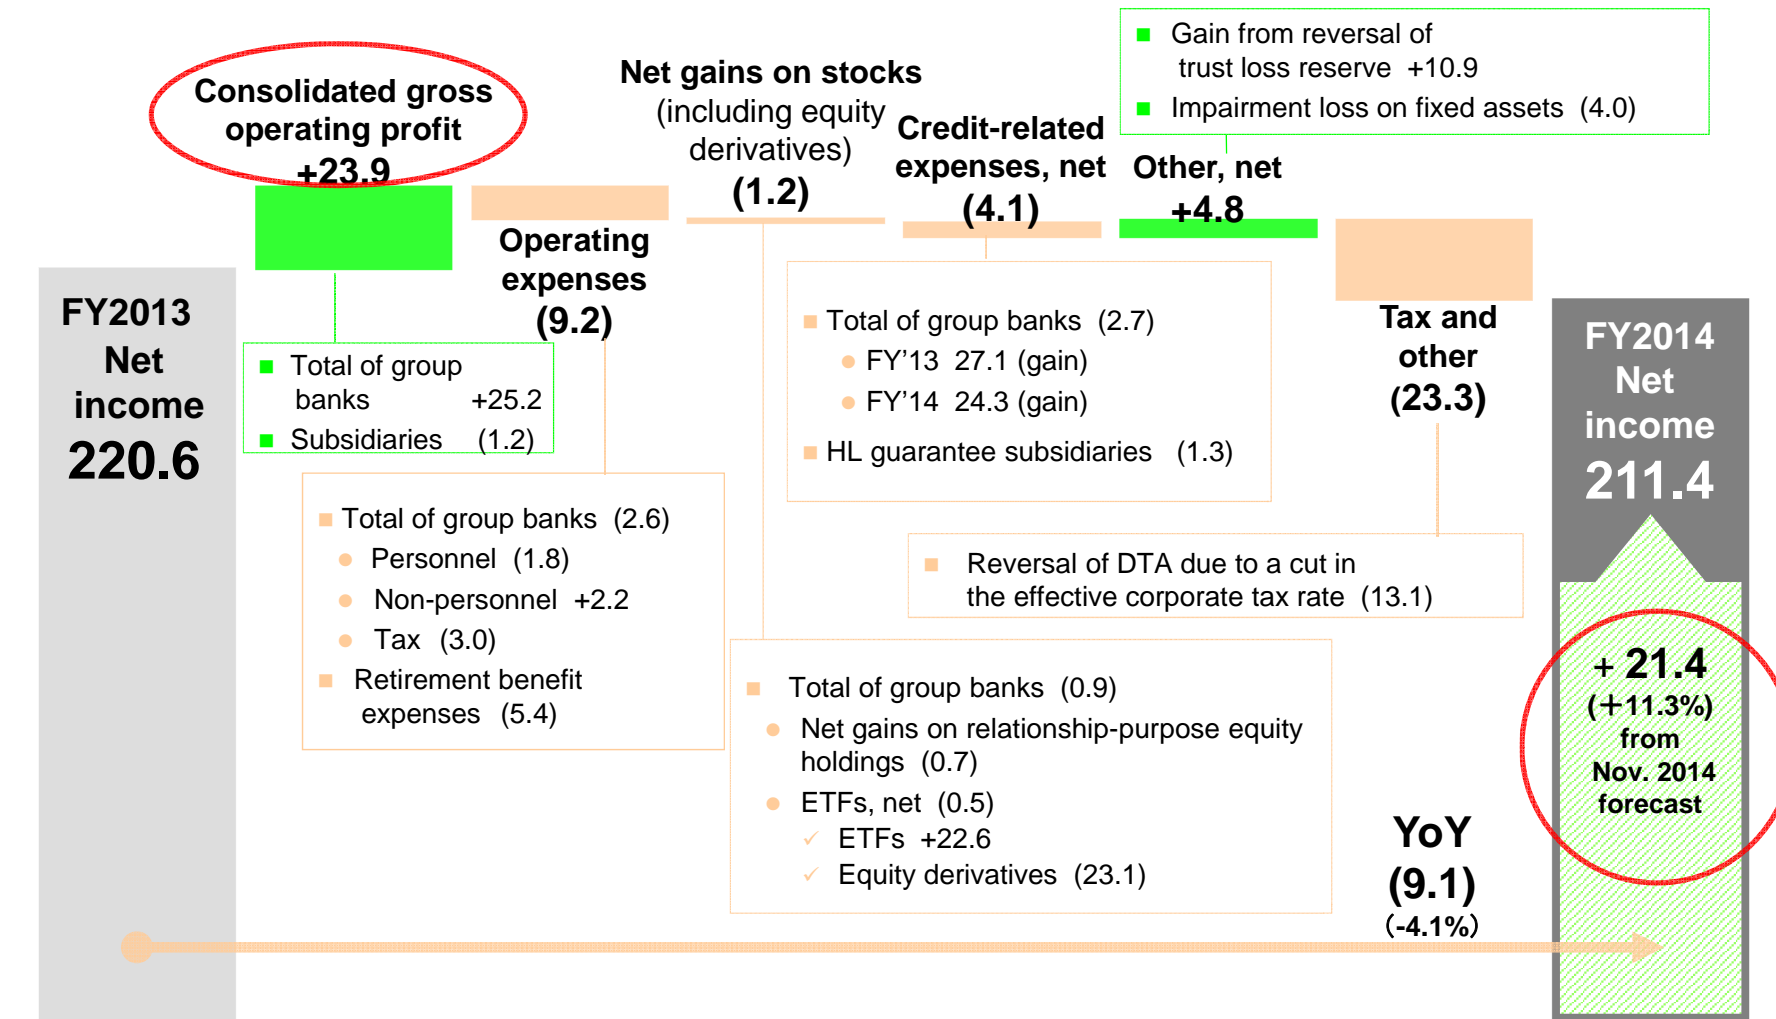 FY2013
Net
income
220.6
Consolidated gross
operating profit
+23.9
■ Total of group
banks +25.2
■ Subsidiaries (1.2)
Operating
expenses
(9.2)
■ Total of group banks (2.6)
● Personnel (1.8)
● Non-personnel +2.2
● Tax (3.0)
■ Retirement benefit
expenses (5.4)
Net gains on stocks
(including equity
derivatives)
(1.2)
■ Total of group banks (0.9)
● Net gains on relationship-purpose equity
holdings (0.7)
● ETFs, net (0.5)
✓ ETFs +22.6
✓ Equity derivatives (23.1)
Credit-related
expenses, net
(4.1)
■ Total of group banks (2.7)
● FY’13 27.1 (gain)
● FY’14 24.3 (gain)
■ HL guarantee subsidiaries (1.3)
■ Gain from reversal of
trust loss reserve +10.9
■ Impairment loss on fixed assets (4.0)
Other, net
+4.8
Tax and
other
(23.3)
■ Reversal of DTA due to a cut in
the effective corporate tax rate (13.1)
YoY
(9.1)
(-4.1%)
FY2014
Net
income
211.4
+ 21.4
(+11.3%)
from
Nov. 2014
forecast